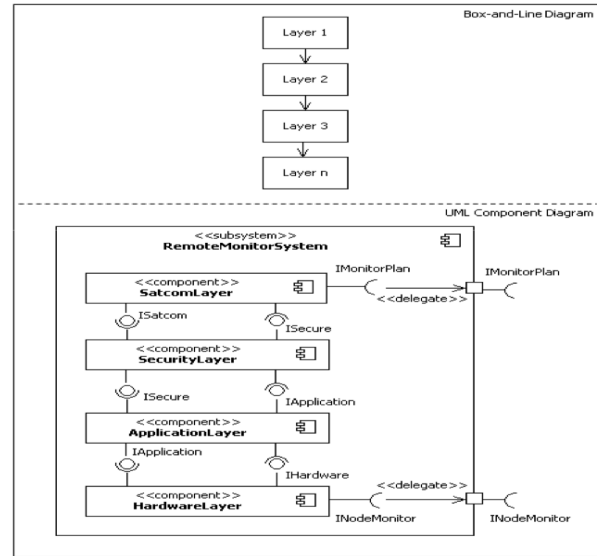 Box-and-Line Diagram
Layer 1
Layer 2
Layer 3
Layer n
UML Component Diagram
<<subsystem>>
RemoteMonitorSystem
<<component>>
SatcomLayer
IMonitorPlan
IMonitorPlan
<<delegate>>
ISatcom
ISecure
<<component>>
SecurityLayer
ISecure
IApplication
<<component>>
ApplicationLayer
IApplication
IHardware
<<component>>
HardwareLayer
<<delegate>>
INodeMonitor
INodeMonitor